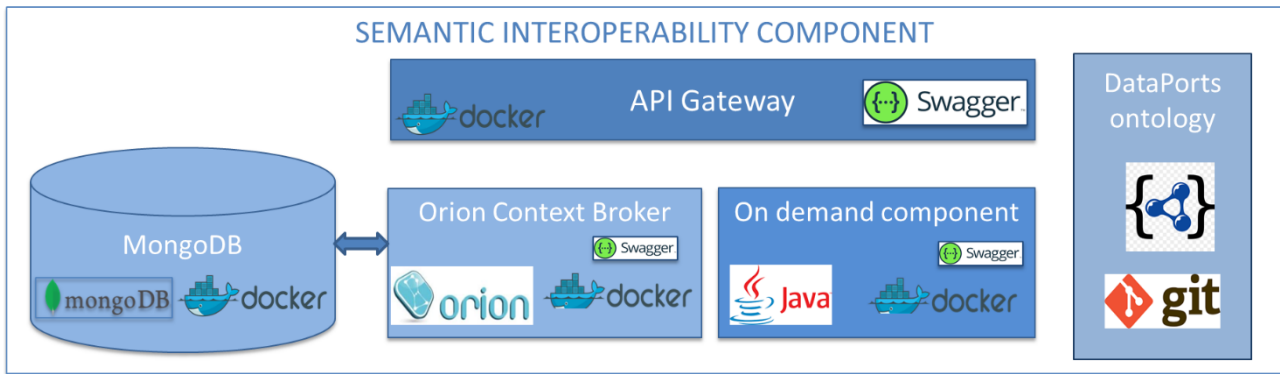 SEMANTIC INTEROPERABILITY COMPONENT
docker
API Gateway
{··} Swagger
DataPorts
ontology
MongoDB
mongoDB
docker
Orion Context Broker
{··} Swagger
orion
docker
On demand component
{··} Swagger
Java
docker
{ }
git